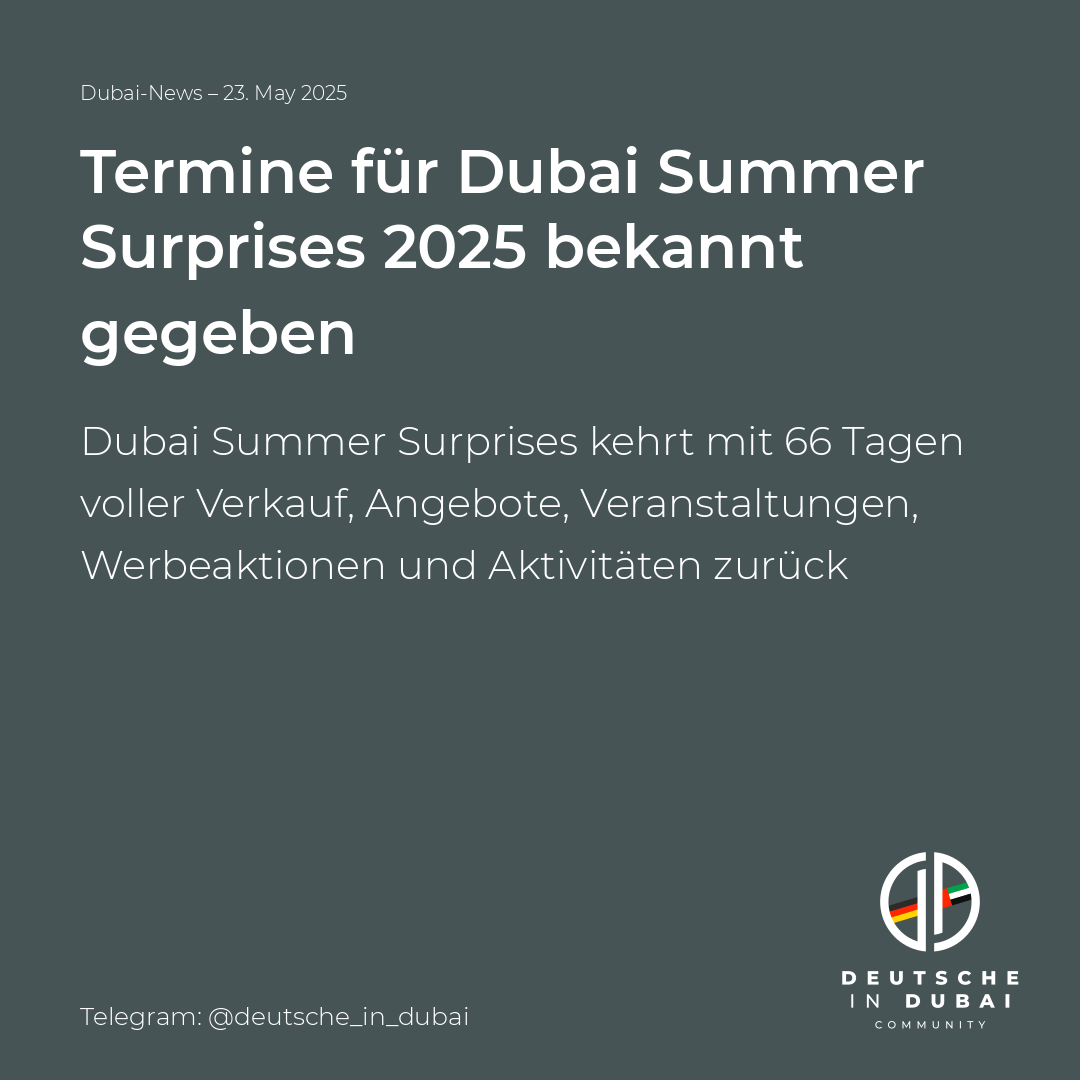 Dubai-News – 23. May 2025
Termine für Dubai Summer
Surprises 2025 bekannt
gegeben
Dubai Summer Surprises kehrt mit 66 Tagen
voller Verkauf, Angebote, Veranstaltungen,
Werbeaktionen und Aktivitäten zurück
DEUTSCHE
IN DUBAI
COMMUNITY
Telegram: @deutsche_in_dubai